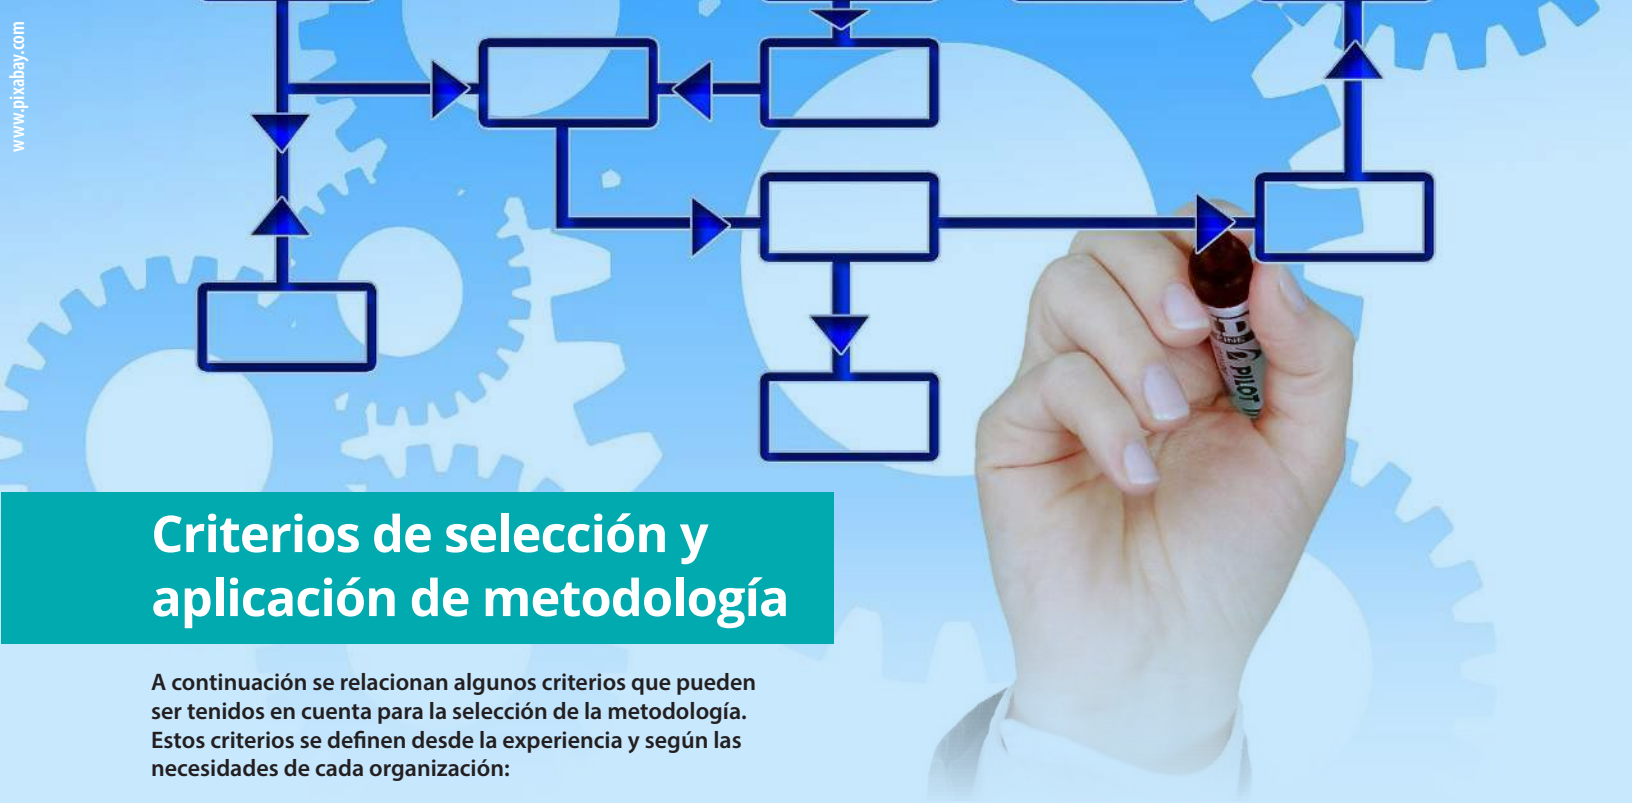 www.pixabay.com
PILOT
Criterios de selección y
aplicación de metodología
A continuación se relacionan algunos criterios que pueden
ser tenidos en cuenta para la selección de la metodología.
Estos criterios se definen desde la experiencia y según las
necesidades de cada organización: